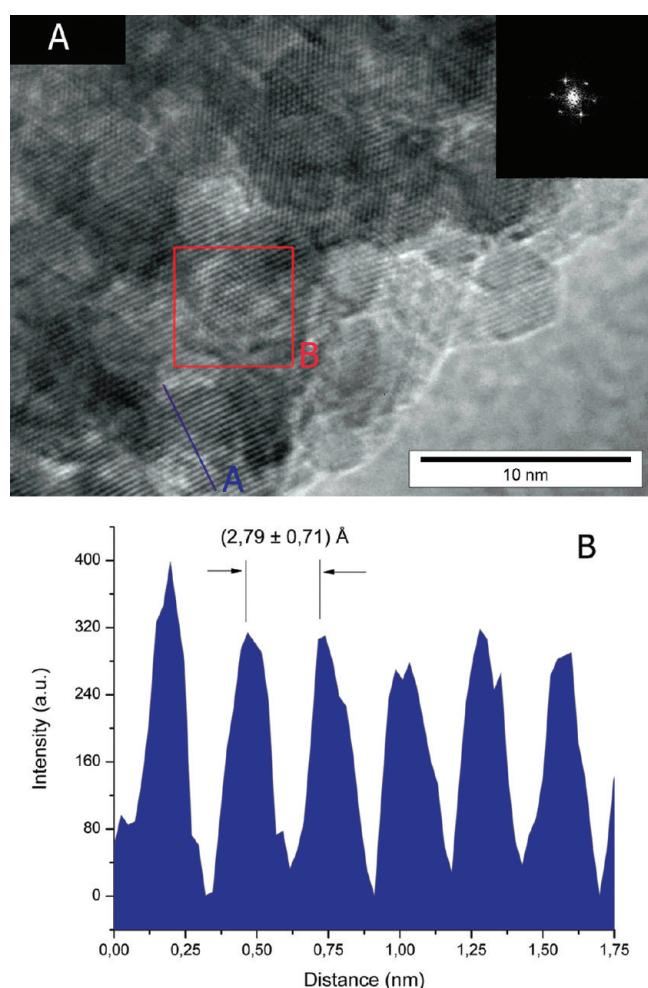 A
B
A
10 nm
(2,79 ± 0,71) Å
B
400
320
240
160
80
0
Intensity (a.u.)
0,00 0,25 0,50 0,75 1,00 1,25 1,50 1,75
Distance (nm)